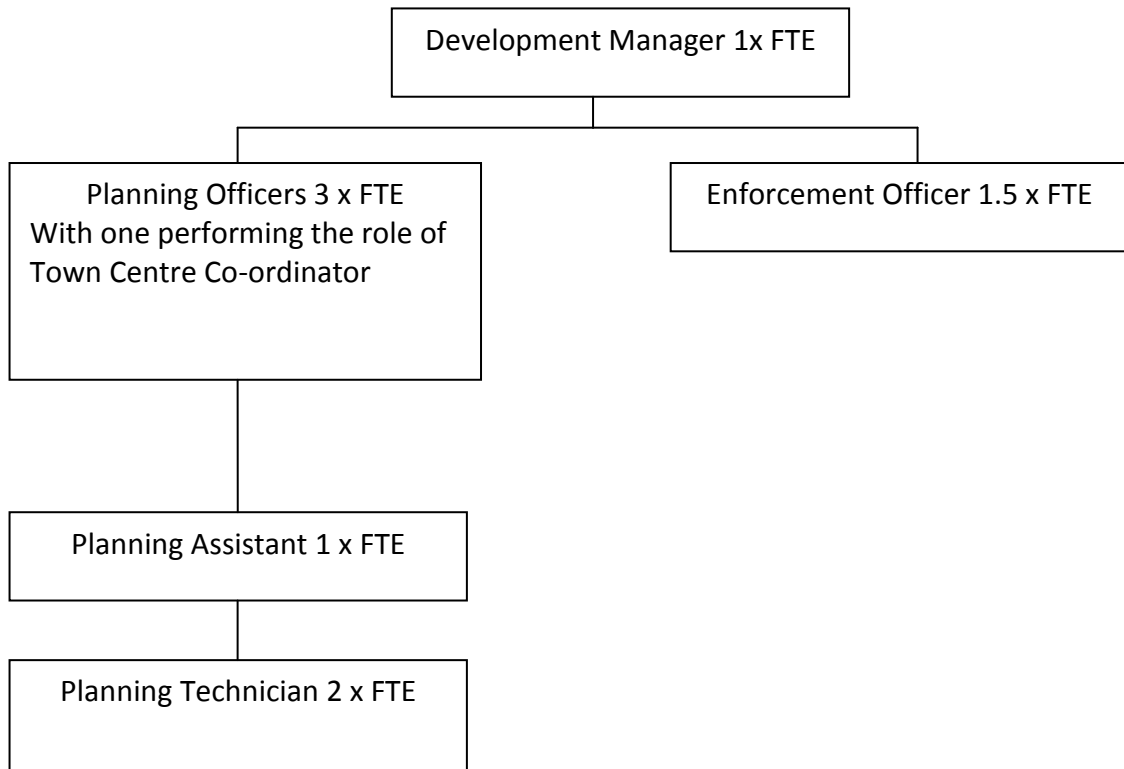 Development Manager 1x FTE
Planning Officers 3 x FTE
With one performing the role of
Town Centre Co-ordinator
Enforcement Officer 1.5 x FTE
Planning Assistant 1 x FTE
Planning Technician 2 x FTE